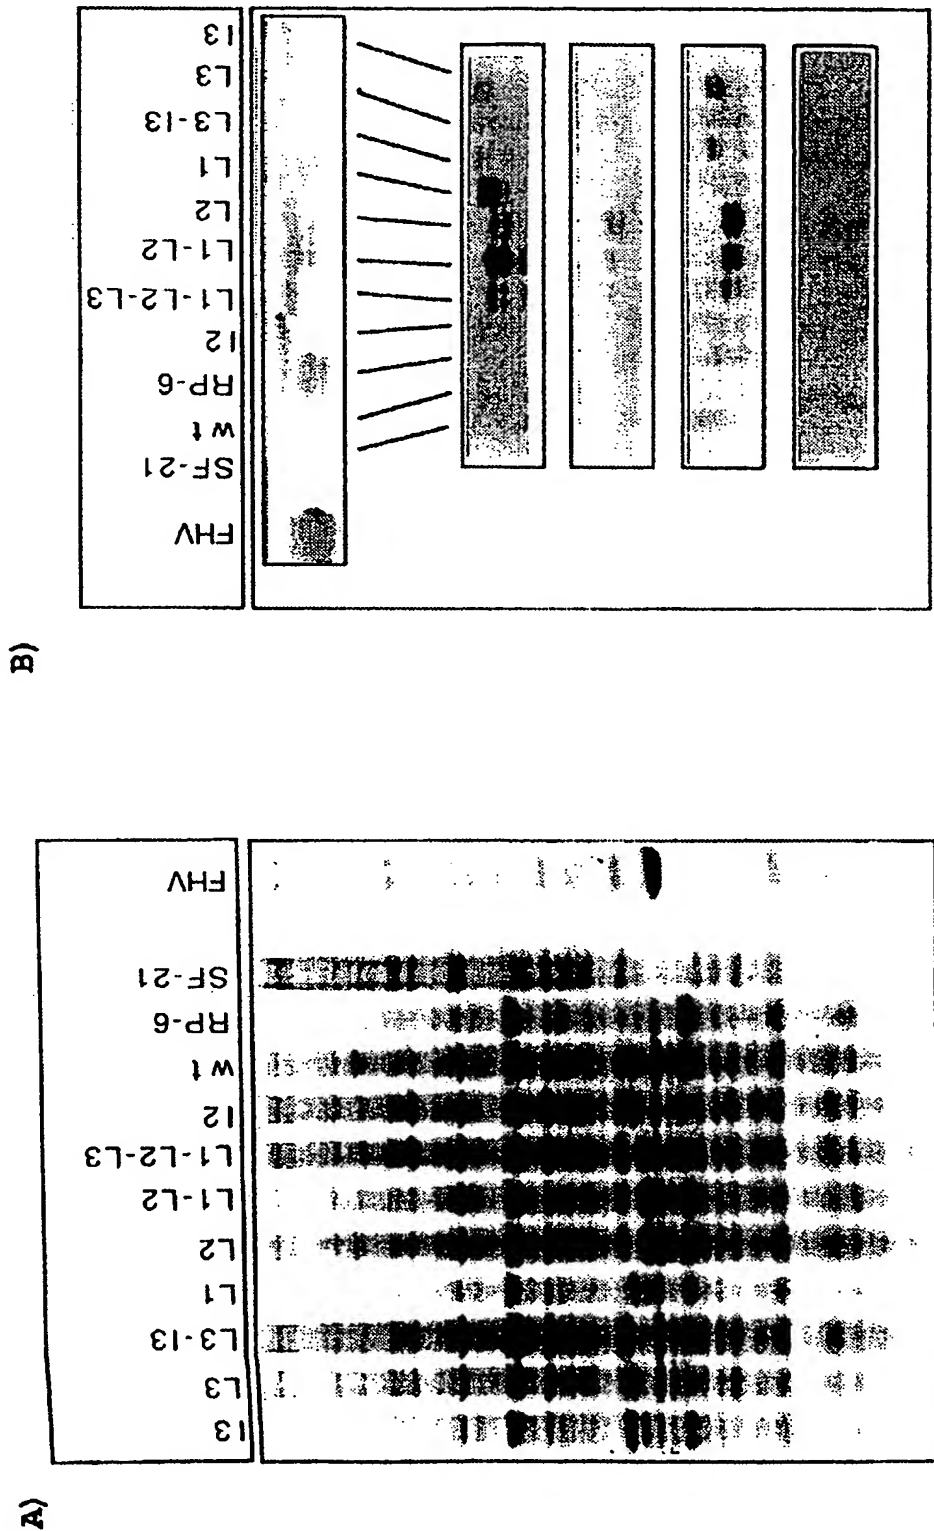 A)
I3
L3
L3-I3
L1
L2
L1-L2
L1-L2-L3
I2
wt
RP-6
SF-21
FHV
B)
FHV
SF-21
wt
RP-6
I2
L1-L2-L3
L1-L2
L2
L1
L3-I3
L3
I3